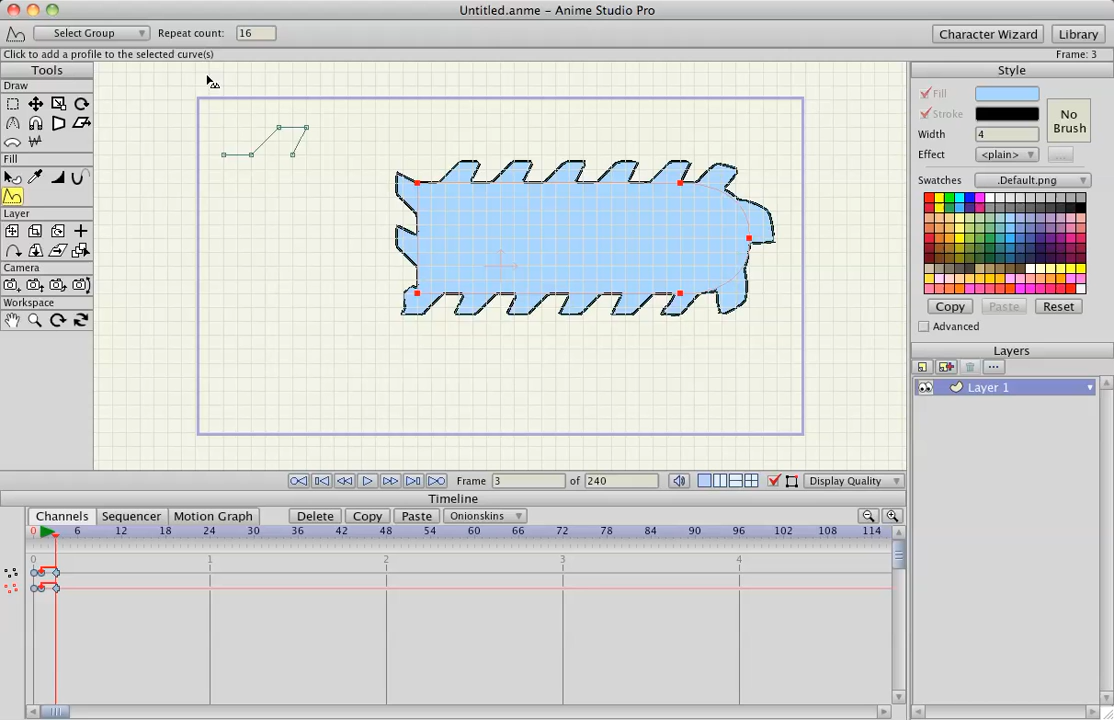 Untitled.anme - Anime Studio Pro
Select Group Repeat count: 16 Character Wizard Library
Click to add a profile to the selected curve(s) Frame: 3
Tools
Draw
Fill
Layer
Camera
Workspace
Style
Fill
Stroke
Width 4
No Brush
Effect <plain> ...
Swatches .Default.png
Copy Paste Reset
Advanced
Layers
Layer 1
Frame 3 of 240 Display Quality
Timeline
Channels Sequencer Motion Graph Delete Copy Paste Onionskins
0 6 12 18 24 30 36 42 48 54 60 66 72 78 84 90 96 102 108 114
0 1 2 3 4